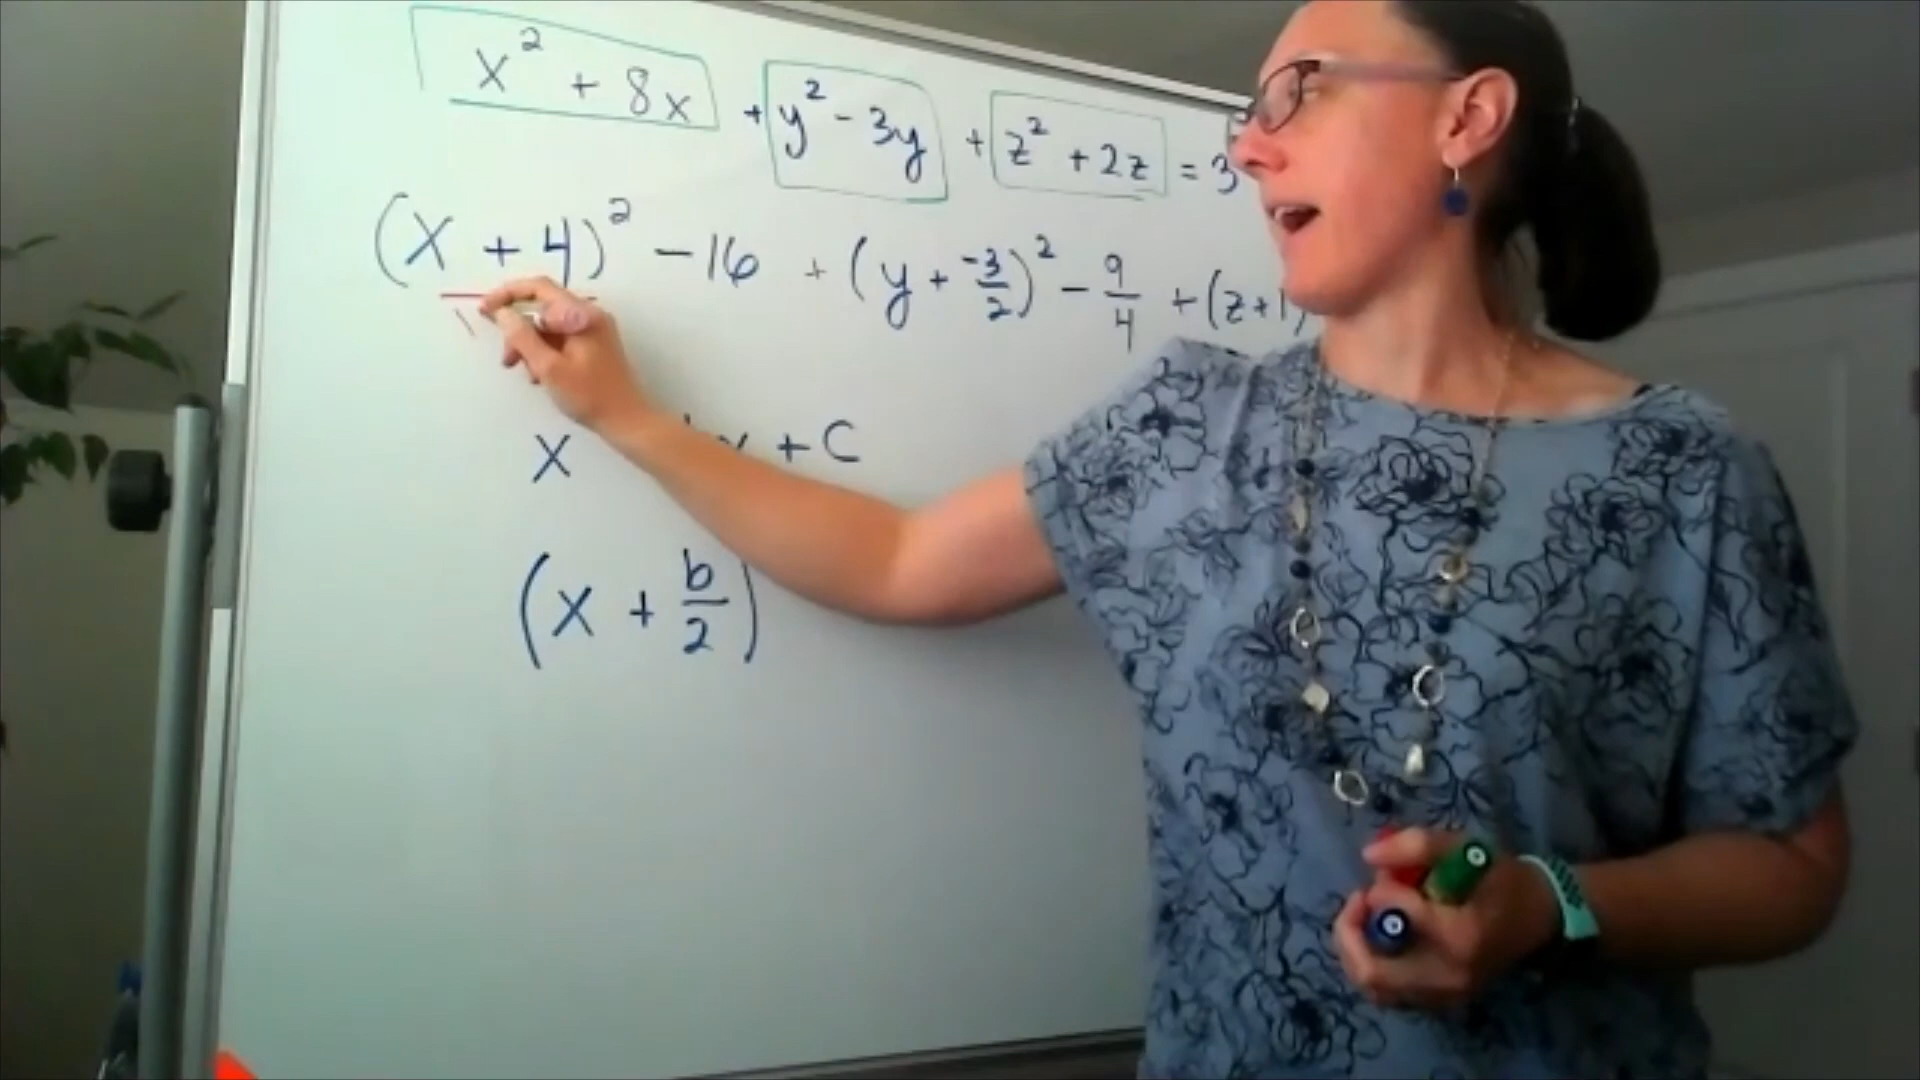 x² + 8x + y² - 3y + z² + 2z = 3
(x + 4)² - 16 + (y + -3/2)² - 9/4 + (z+1)
x + c
(x + b/2)